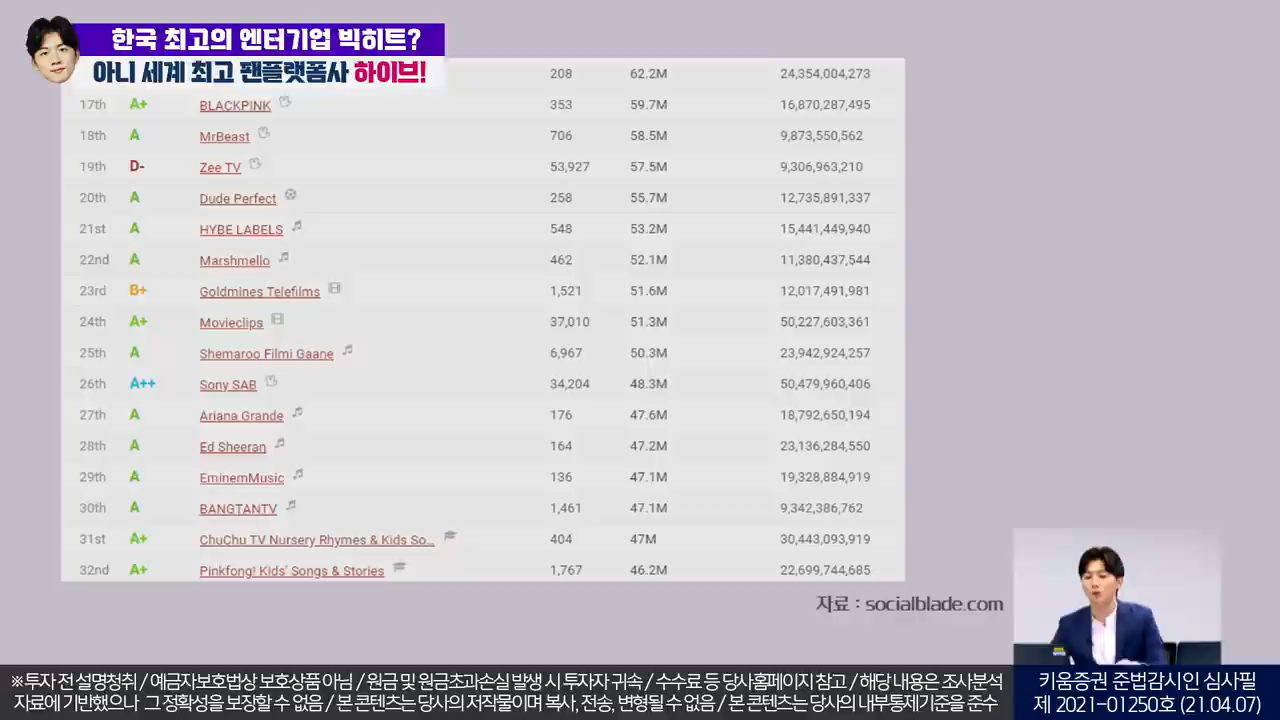 한국 최고의 엔터기업 빅히트?
아니 세계 최고 팬플랫폼사 하이브!
208 62.2M 24,354,004,273
17th A+ BLACKPINK 353 59.7M 16,870,287,495
18th A MrBeast 706 58.5M 9,873,550,562
19th D- Zee TV 53,927 57.5M 9,306,963,210
20th A Dude Perfect 258 55.7M 12,735,891,337
21st A HYBE LABELS 548 53.2M 15,441,449,940
22nd A Marshmello 462 52.1M 11,380,437,544
23rd B+ Goldmines Telefilms 1,521 51.6M 12,017,491,981
24th A+ Movieclips 37,010 51.3M 50,227,603,361
25th A Shemaroo Filmi Gaane 6,967 50.3M 23,942,924,257
26th A++ Sony SAB 34,204 48.3M 50,479,960,406
27th A Ariana Grande 176 47.6M 18,792,650,194
28th A Ed Sheeran 164 47.2M 23,136,284,550
29th A EminemMusic 136 47.1M 19,328,884,919
30th A BANGTANTV 1,461 47.1M 9,342,386,762
31st A+ ChuChu TV Nursery Rhymes & Kids So... 404 47M 30,443,093,919
32nd A+ Pinkfong! Kids' Songs & Stories 1,767 46.2M 22,699,744,685
자료 : socialblade.com
※투자 전 설명청취 / 예금자보호법상 보호상품 아님 / 원금 및 원금초과손실 발생 시 투자자 귀속 / 수수료 등 당사홈페이지 참고 / 해당 내용은 조사분석
자료에 기반했으나 그 정확성을 보장할 수 없음 / 본 콘텐츠는 당사의 저작물이며 복사, 전송, 변형될 수 없음 / 본 콘텐츠는 당사의 내부통제기준을 준수
키움증권 준법감시인 심사필
제 2021-01250호 (21.04.07)